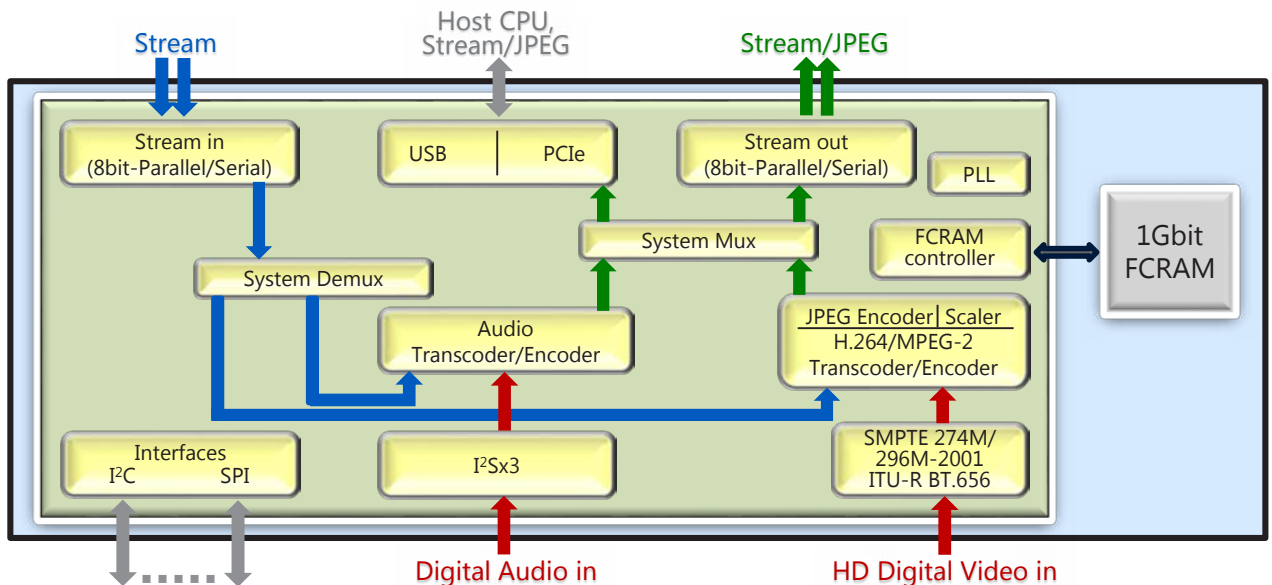 Stream
Host CPU,
Stream/JPEG
Stream/JPEG
Stream in
(8bit-Parallel/Serial)
USB | PCIe
Stream out
(8bit-Parallel/Serial)
PLL
System Mux
FCRAM
controller
1Gbit
FCRAM
System Demux
Audio
Transcoder/Encoder
JPEG Encoder| Scaler
H.264/MPEG-2
Transcoder/Encoder
Interfaces
I²C SPI
I²Sx3
SMPTE 274M/
296M-2001
ITU-R BT.656
Digital Audio in
HD Digital Video in